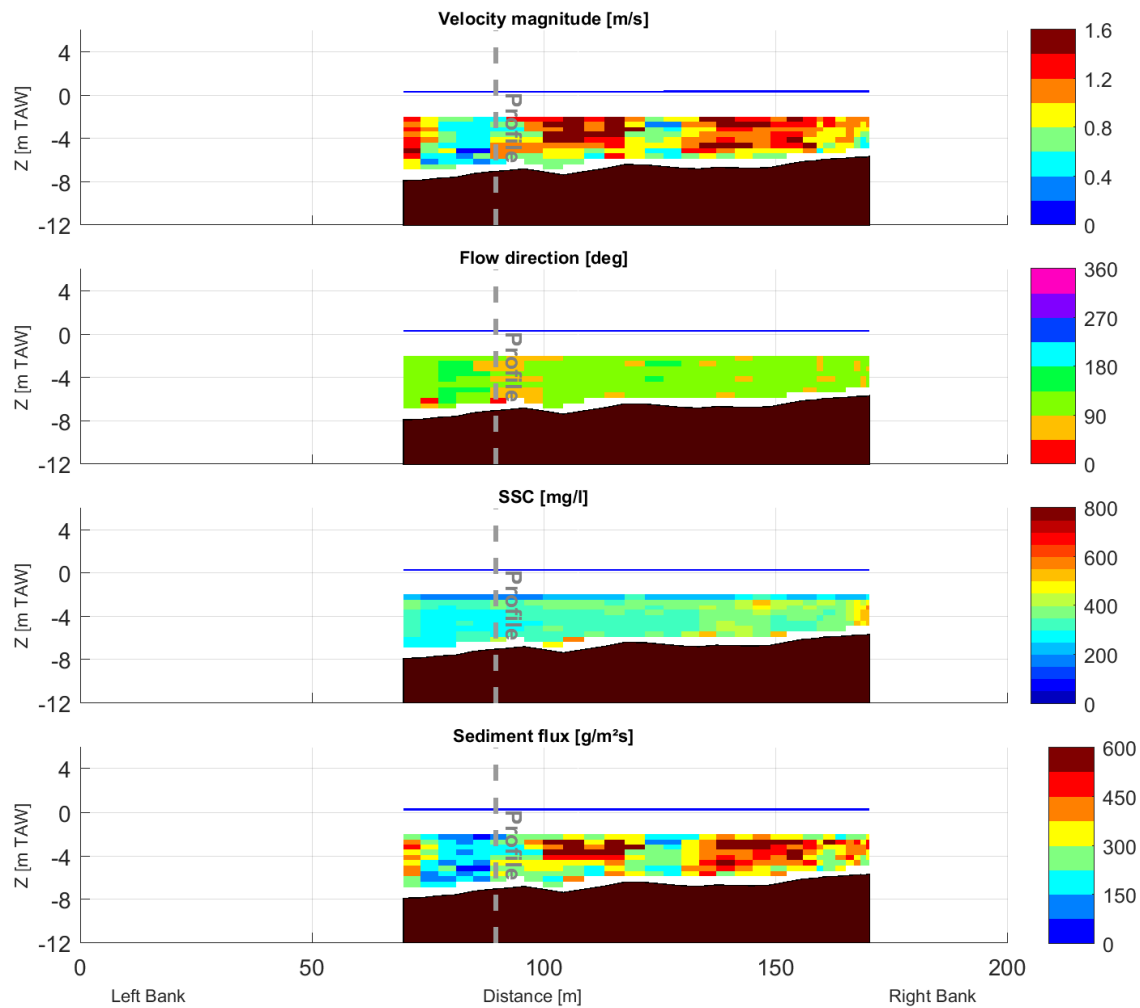 Velocity magnitude [m/s]
Z [m TAW]
4
0
-4
-8
-12
Profile
1.6
1.2
0.8
0.4
0
Flow direction [deg]
Z [m TAW]
4
0
-4
-8
-12
Profile
360
270
180
90
0
SSC [mg/l]
Z [m TAW]
4
0
-4
-8
-12
Profile
800
600
400
200
0
Sediment flux [g/m²s]
Z [m TAW]
4
0
-4
-8
-12
Profile
600
450
300
150
0
0 50 100 150 200
Left Bank Distance [m] Right Bank